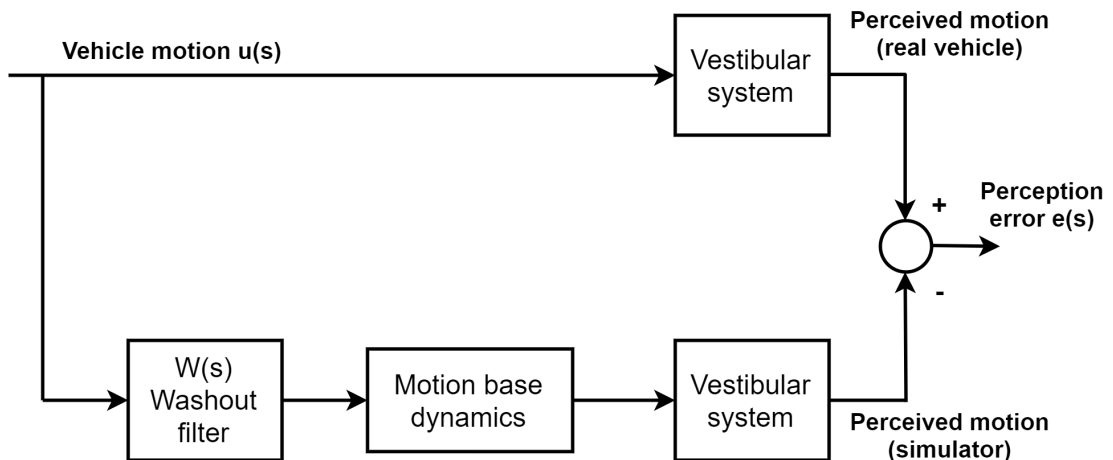 Vehicle motion u(s)
Vestibular
system
Perceived motion
(real vehicle)
+
Perception
error e(s)
-
W(s)
Washout
filter
Motion base
dynamics
Vestibular
system
Perceived motion
(simulator)